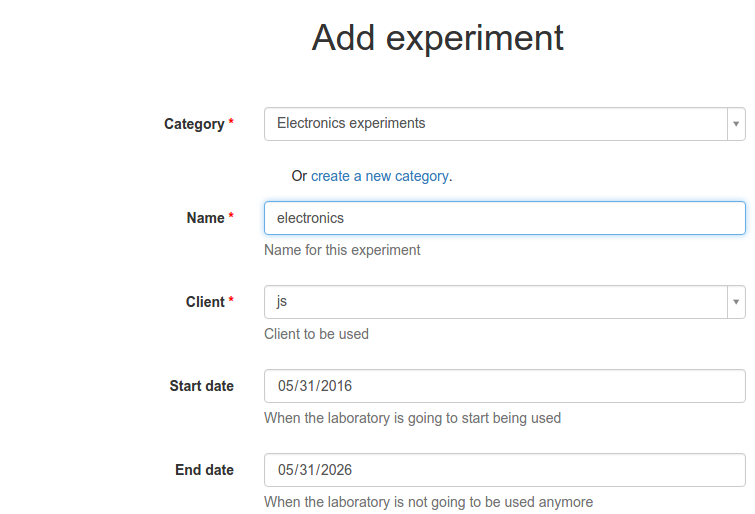 Add experiment
Category * Electronics experiments
Or create a new category.
Name * electronics
Name for this experiment
Client * js
Client to be used
Start date 05/31/2016
When the laboratory is going to start being used
End date 05/31/2026
When the laboratory is not going to be used anymore